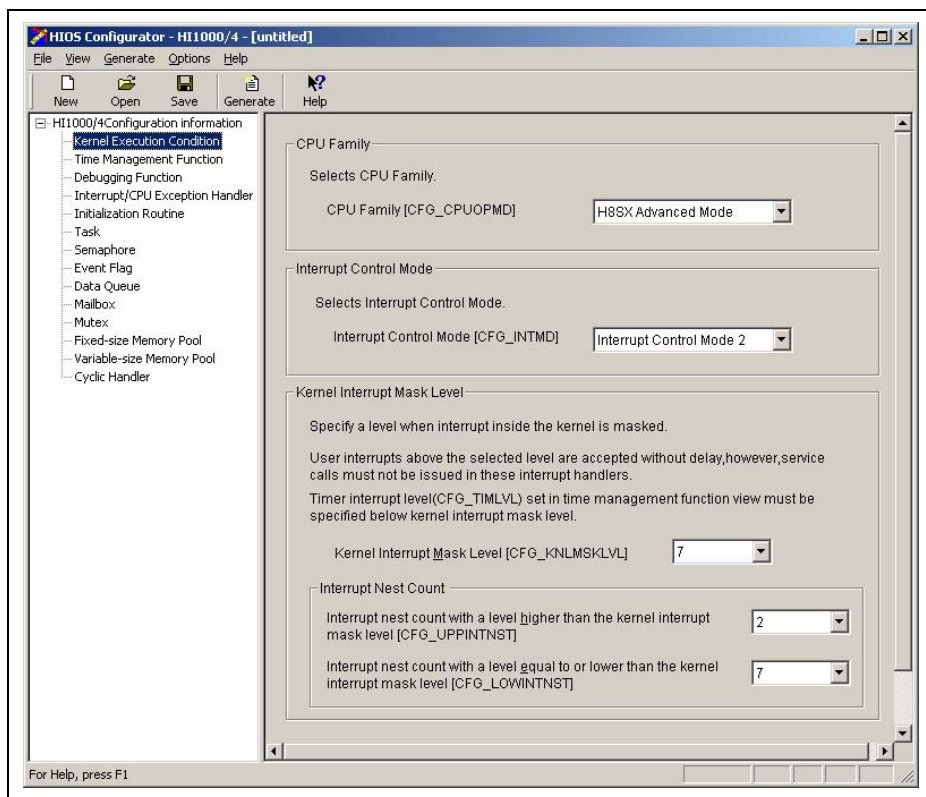 HIOS Configurator - HI1000/4 - [untitled]
File View Generate Options Help
New Open Save Generate Help
HI1000/4Configuration information
Kernel Execution Condition
Time Management Function
Debugging Function
Interrupt/CPU Exception Handler
Initialization Routine
Task
Semaphore
Event Flag
Data Queue
Mailbox
Mutex
Fixed-size Memory Pool
Variable-size Memory Pool
Cyclic Handler
CPU Family
Selects CPU Family.
CPU Family [CFG_CPUOPMD] H8SX Advanced Mode
Interrupt Control Mode
Selects Interrupt Control Mode.
Interrupt Control Mode [CFG_INTMD] Interrupt Control Mode 2
Kernel Interrupt Mask Level
Specify a level when interrupt inside the kernel is masked.
User interrupts above the selected level are accepted without delay,however,service
calls must not be issued in these interrupt handlers.
Timer interrupt level(CFG_TIMLVL) set in time management function view must be
specified below kernel interrupt mask level.
Kernel Interrupt Mask Level [CFG_KNLMSKLVL] 7
Interrupt Nest Count
Interrupt nest count with a level higher than the kernel interrupt
mask level [CFG_UPPINTNST] 2
Interrupt nest count with a level equal to or lower than the kernel
interrupt mask level [CFG_LOWINTNST] 7
For Help, press F1